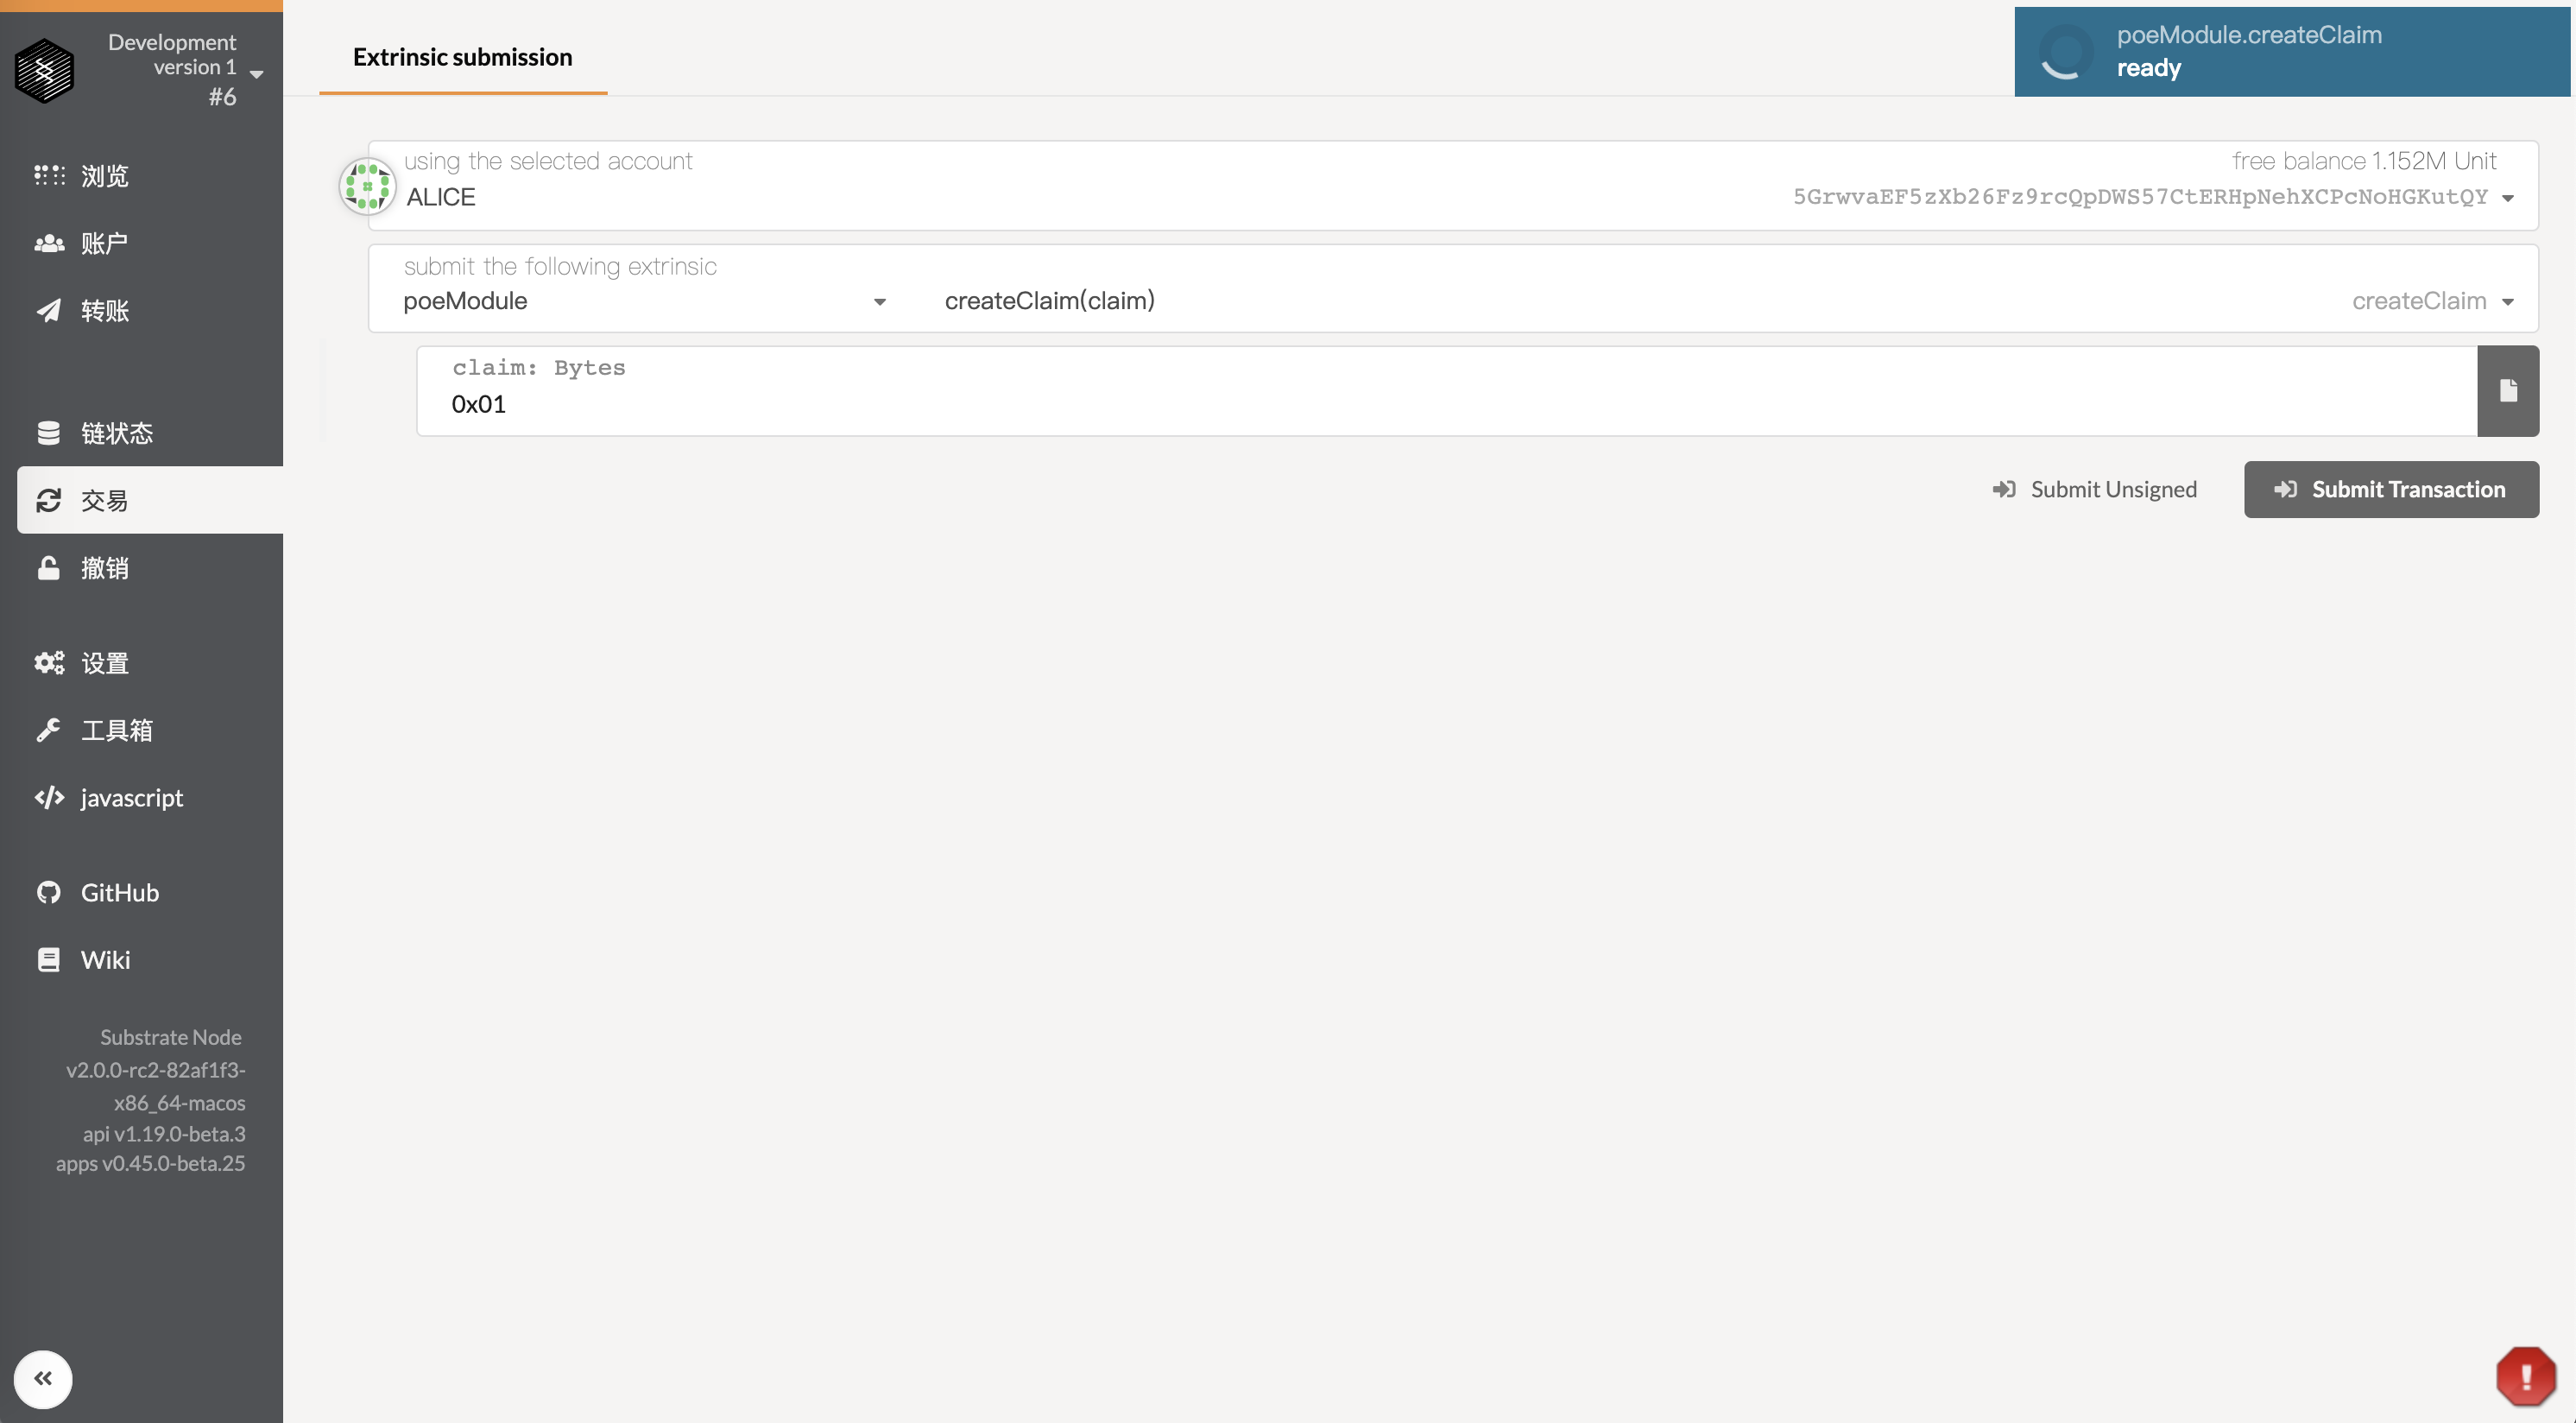 Development
version 1
#6
浏览
账户
转账
链状态
交易
撤销
设置
工具箱
javascript
GitHub
Wiki
Substrate Node
v2.0.0-rc2-82af1f3-
x86_64-macos
api v1.19.0-beta.3
apps v0.45.0-beta.25
Extrinsic submission
poeModule.createClaim
ready
using the selected account
free balance 1.152M Unit
ALICE
5GrwvaEF5zXb26Fz9rcQpDWS57CtERHpNehXCPcNoHGKutQY
submit the following extrinsic
poeModule
createClaim(claim)
createClaim
claim: Bytes
0x01
Submit Unsigned
Submit Transaction